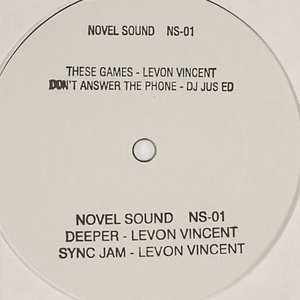 NOVEL SOUND NS-01
THESE GAMES - LEVON VINCENT
DON'T ANSWER THE PHONE - DJ JUS ED
NOVEL SOUND NS-01
DEEPER - LEVON VINCENT
SYNC JAM - LEVON VINCENT